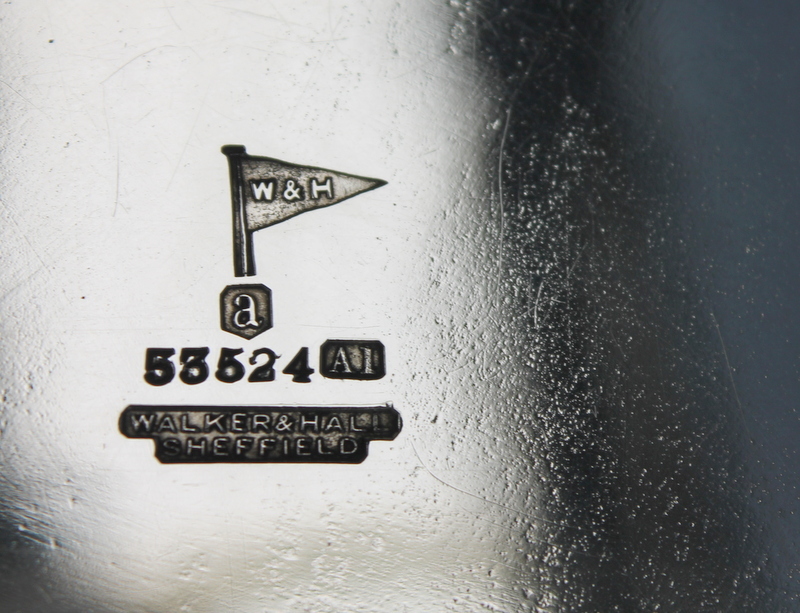 W & H
a
53524 A1
WALKER & HALL
SHEFFIELD